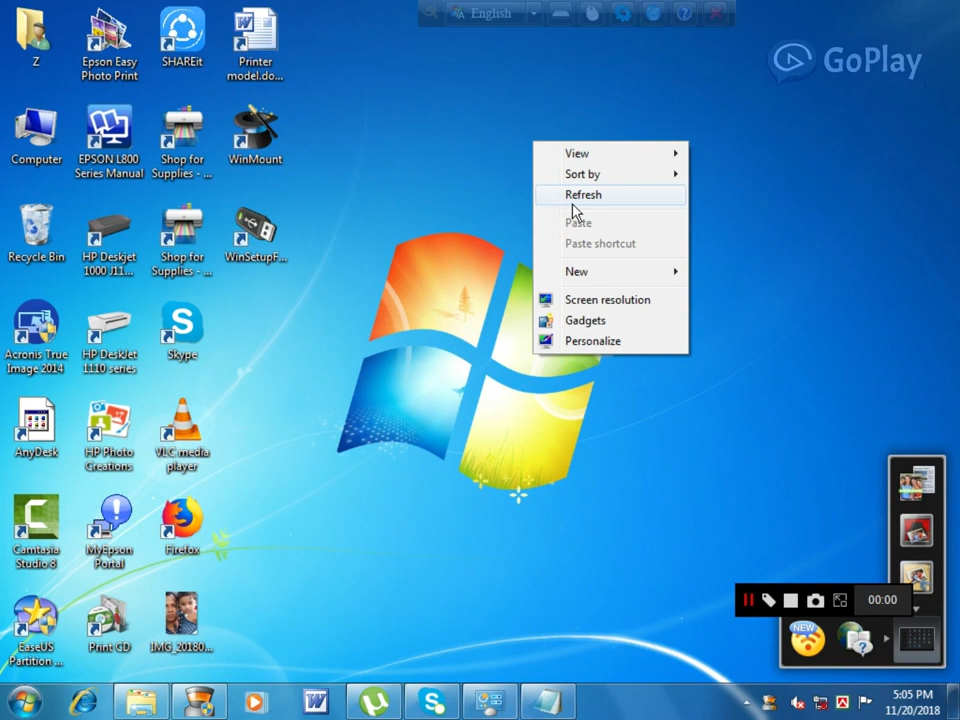 English
GoPlay
Z
Epson Easy
Photo Print
SHAREit
Printer
model.do...
Computer
EPSON L800
Series Manual
Shop for
Supplies - ...
WinMount
Recycle Bin
HP Deskjet
1000 J11...
Shop for
Supplies - ...
WinSetupF...
Acronis True
Image 2014
HP DeskJet
1110 series
Skype
AnyDesk
HP Photo
Creations
VLC media
player
Camtasia
Studio 8
MyEpson
Portal
Firefox
EaseUS
Partition ...
Print CD
IMG_20180...
View
Sort by
Refresh
Paste
Paste shortcut
New
Screen resolution
Gadgets
Personalize
00:00
NEW
5:05 PM
11/20/2018